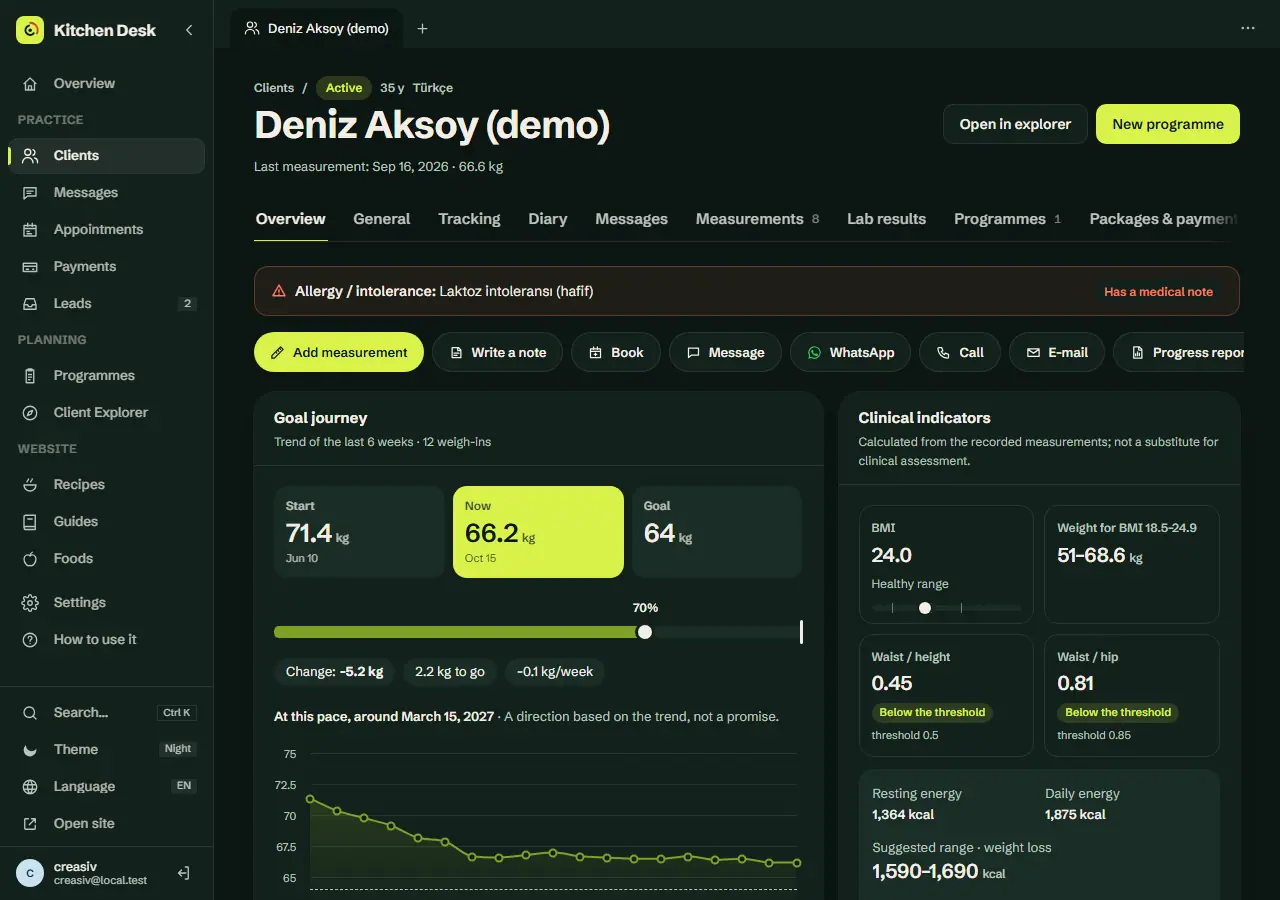 Kitchen Desk
Overview
PRACTICE
Clients
Messages
Appointments
Payments
Leads 2
PLANNING
Programmes
Client Explorer
WEBSITE
Recipes
Guides
Foods
Settings
How to use it
Search... Ctrl K
Theme Night
Language EN
Open site
C
creasiv
creasiv@local.test
Deniz Aksoy (demo)
Clients / Active 35 y Türkçe
Deniz Aksoy (demo)
Last measurement: Sep 16, 2026 · 66.6 kg
Open in explorer
New programme
Overview General Tracking Diary Messages Measurements 8 Lab results Programmes 1 Packages & paymen
Allergy / intolerance: Laktoz intoleransı (hafif)
Has a medical note
Add measurement Write a note Book Message WhatsApp Call E-mail Progress repor
Goal journey
Trend of the last 6 weeks · 12 weigh-ins
Start
71.4 kg
Jun 10
Now
66.2 kg
Oct 15
Goal
64 kg
70%
Change: -5.2 kg
2.2 kg to go
-0.1 kg/week
At this pace, around March 15, 2027 · A direction based on the trend, not a promise.
75
72.5
70
67.5
65
Clinical indicators
Calculated from the recorded measurements; not a substitute for
clinical assessment.
BMI
24.0
Healthy range
Weight for BMI 18.5-24.9
51–68.6 kg
Waist / height
0.45
Below the threshold
threshold 0.5
Waist / hip
0.81
Below the threshold
threshold 0.85
Resting energy
1,364 kcal
Daily energy
1,875 kcal
Suggested range · weight loss
1,590–1,690 kcal